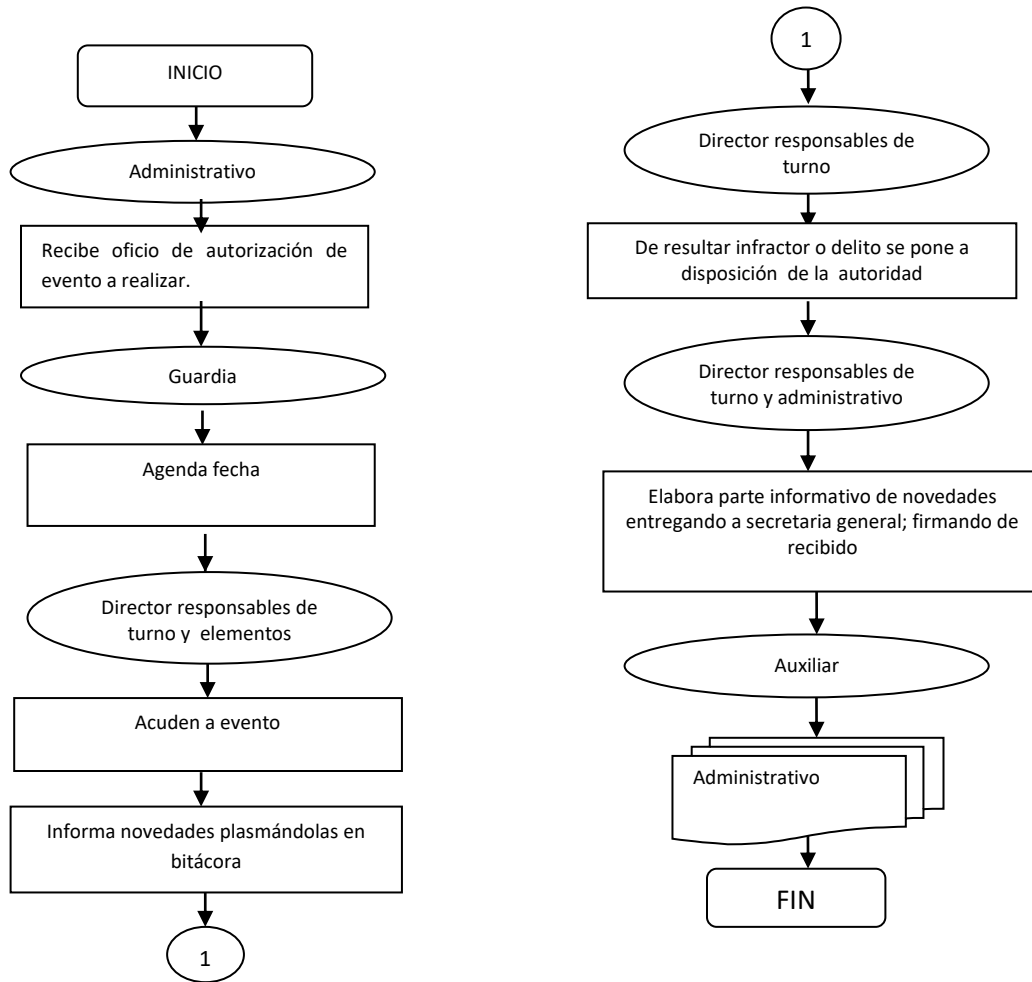 INICIO
Administrativo
Recibe oficio de autorización de
evento a realizar.
Guardia
Agenda fecha
Director responsables de
turno y elementos
Acuden a evento
Informa novedades plasmándolas en
bitácora
1
1
Director responsables de
turno
De resultar infractor o delito se pone a
disposición de la autoridad
Director responsables de
turno y administrativo
Elabora parte informativo de novedades
entregando a secretaria general; firmando de
recibido
Auxiliar
Administrativo
FIN